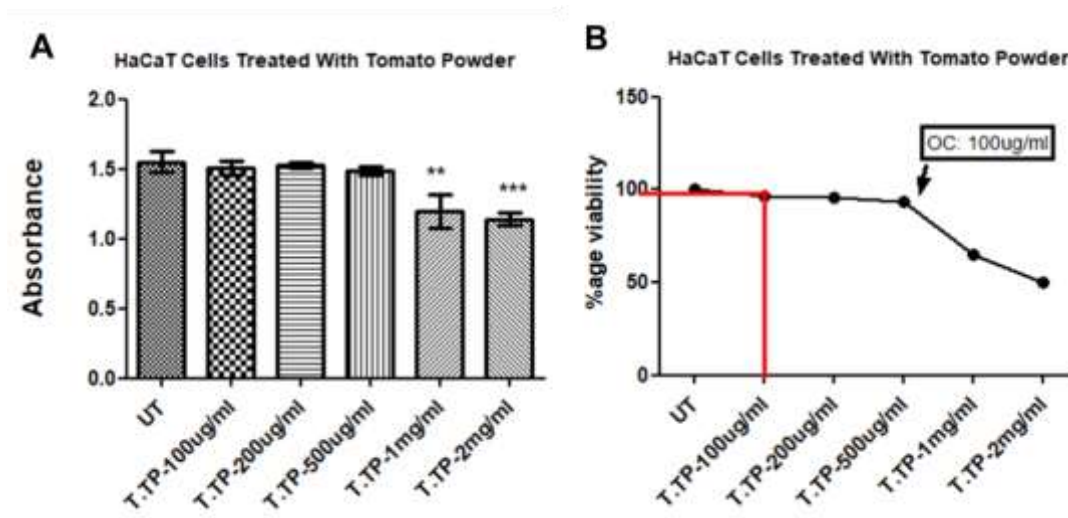 A
HaCaT Cells Treated With Tomato Powder
Absorbance
2.0
1.5
1.0
0.5
0.0
**
***
UT
T.TP-100ug/ml
T.TP-200ug/ml
T.TP-500ug/ml
T.TP-1mg/ml
T.TP-2mg/ml
B
HaCaT Cells Treated With Tomato Powder
%age viability
150
100
50
0
OC: 100ug/ml
UT
T.TP-100ug/ml
T.TP-200ug/ml
T.TP-500ug/ml
T.TP-1mg/ml
T.TP-2mg/ml